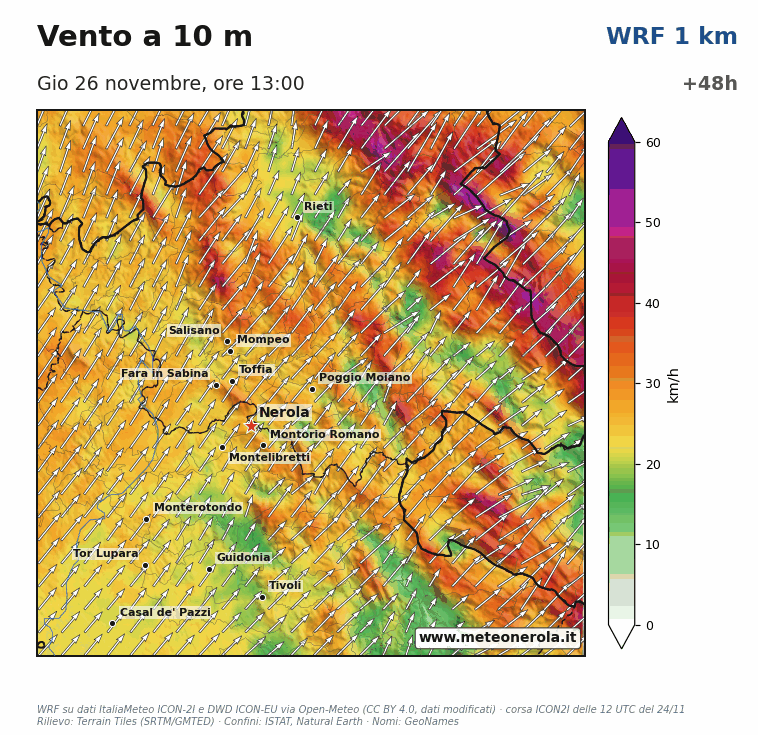 Vento a 10 m
WRF 1 km
Gio 26 novembre, ore 13:00
+48h
Rieti
Salisano
Mompeo
Fara in Sabina
Toffia
Poggio Moiano
Nerola
Montorio Romano
Montelibretti
Monterotondo
Tor Lupara
Guidonia
Tivoli
Casal de' Pazzi
www.meteonerola.it
60
50
40
30
20
10
0
km/h
WRF su dati ItaliaMeteo ICON-2I e DWD ICON-EU via Open-Meteo (CC BY 4.0, dati modificati) · corsa ICON2I delle 12 UTC del 24/11
Rilievo: Terrain Tiles (SRTM/GMTED) · Confini: ISTAT, Natural Earth · Nomi: GeoNames